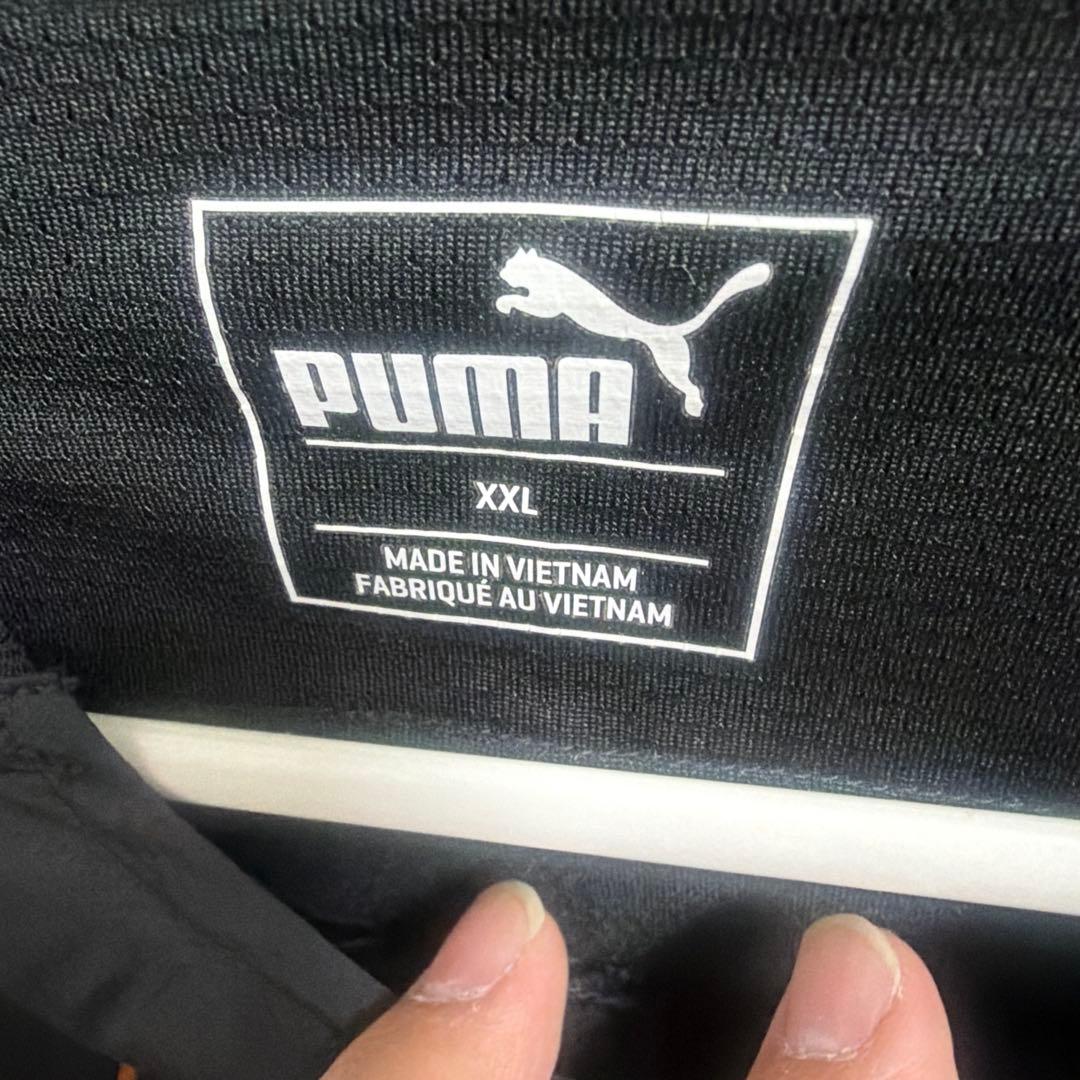 PUMA
XXL
MADE IN VIETNAM
FABRIQUÉ AU VIETNAM